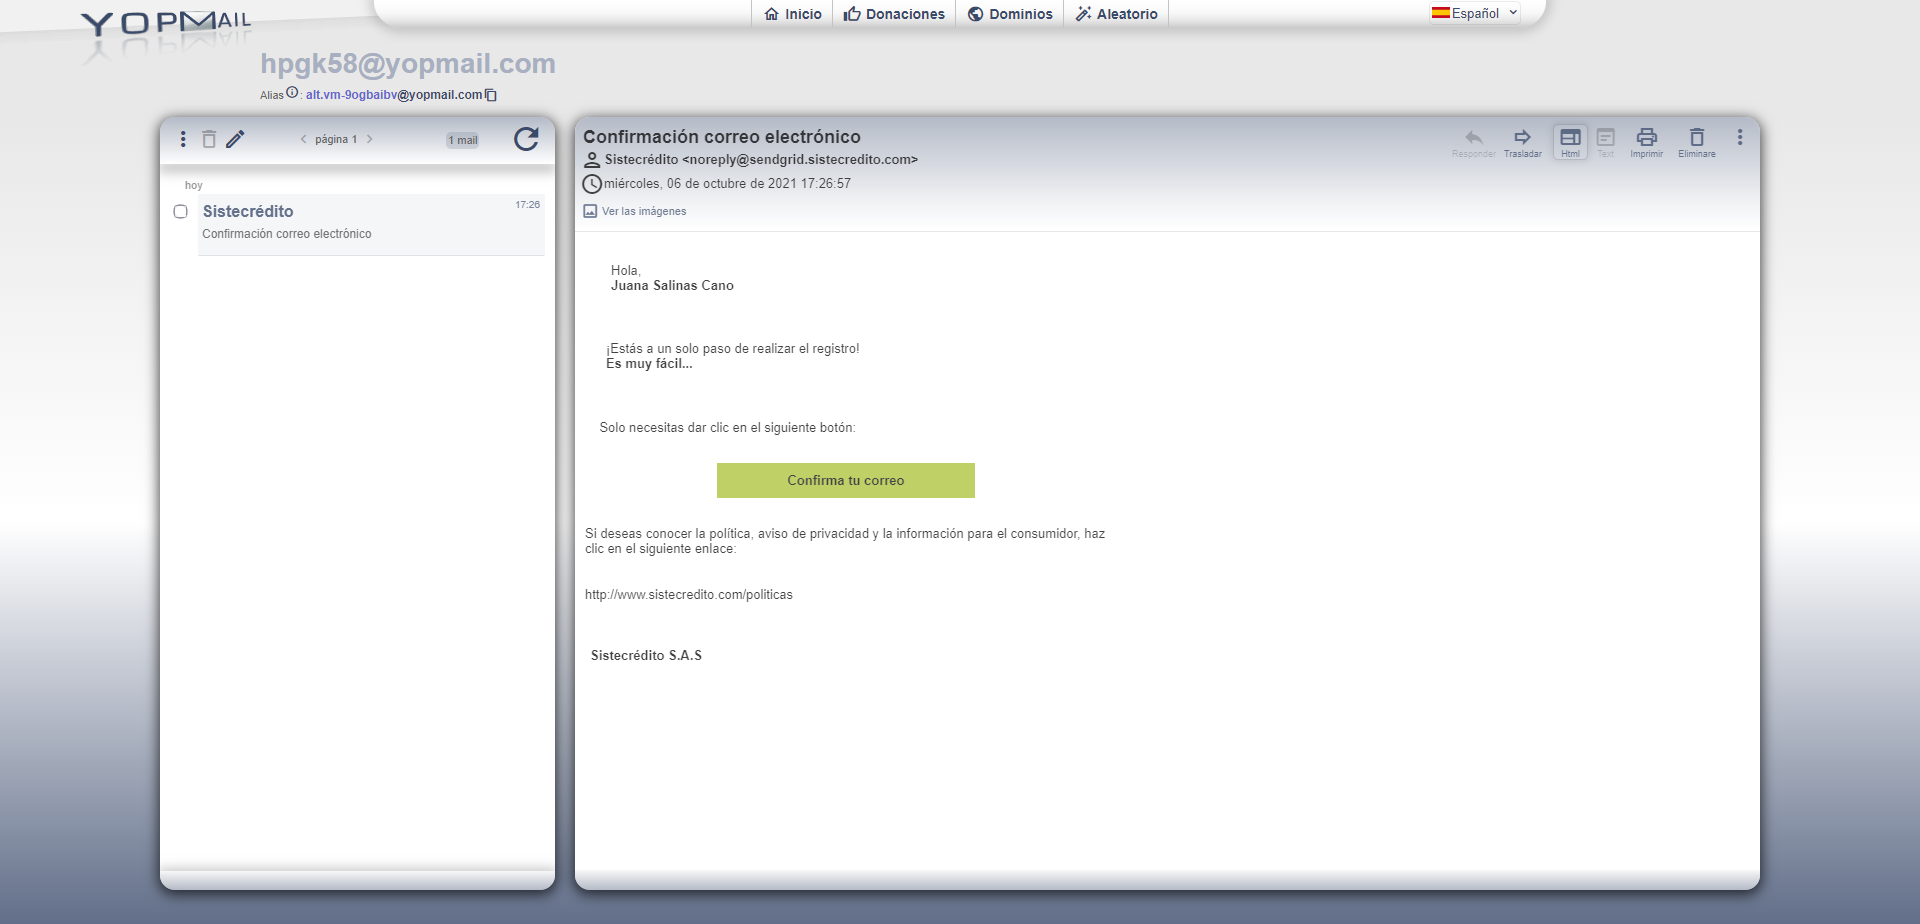 YOPMAIL
Inicio
Donaciones
Dominios
Aleatorio
Español
hpgk58@yopmail.com
Alias : alt.vm-9ogbaibv@yopmail.com
página 1
1 mail
hoy
Sistecrédito
17:26
Confirmación correo electrónico
Confirmación correo electrónico
Sistecrédito <noreply@sendgrid.sistecredito.com>
miércoles, 06 de octubre de 2021 17:26:57
Ver las imágenes
Responder
Trasladar
Html
Text
Imprimir
Eliminare
Hola,
Juana Salinas Cano
¡Estás a un solo paso de realizar el registro!
Es muy fácil...
Solo necesitas dar clic en el siguiente botón:
Confirma tu correo
Si deseas conocer la política, aviso de privacidad y la información para el consumidor, haz
clic en el siguiente enlace:
http://www.sistecredito.com/politicas
Sistecrédito S.A.S